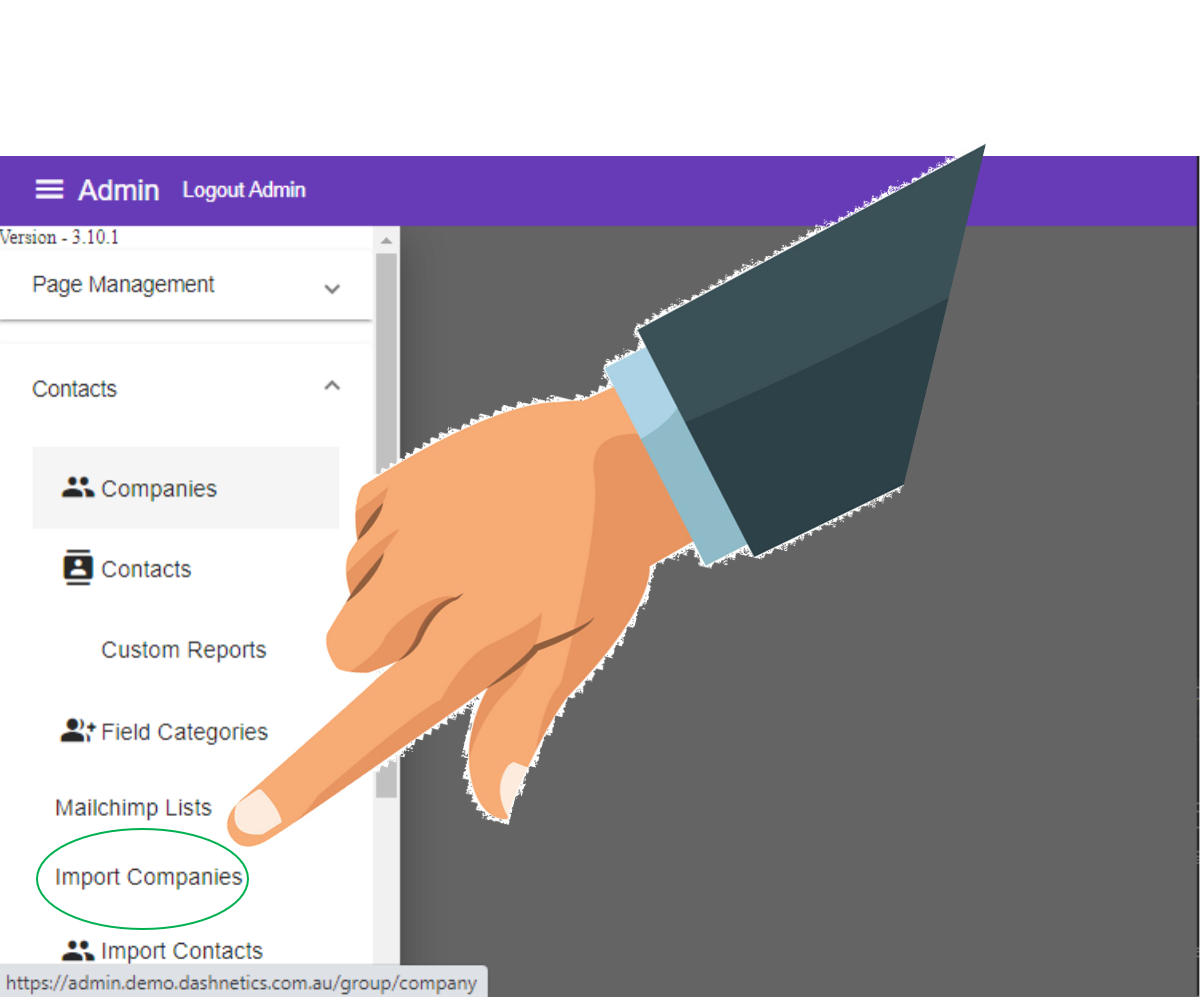 Admin Logout Admin
Version - 3.10.1
Page Management
Contacts
Companies
Contacts
Custom Reports
Field Categories
Mailchimp Lists
Import Companies
Import Contacts
https://admin.demo.dashnetics.com.au/group/company